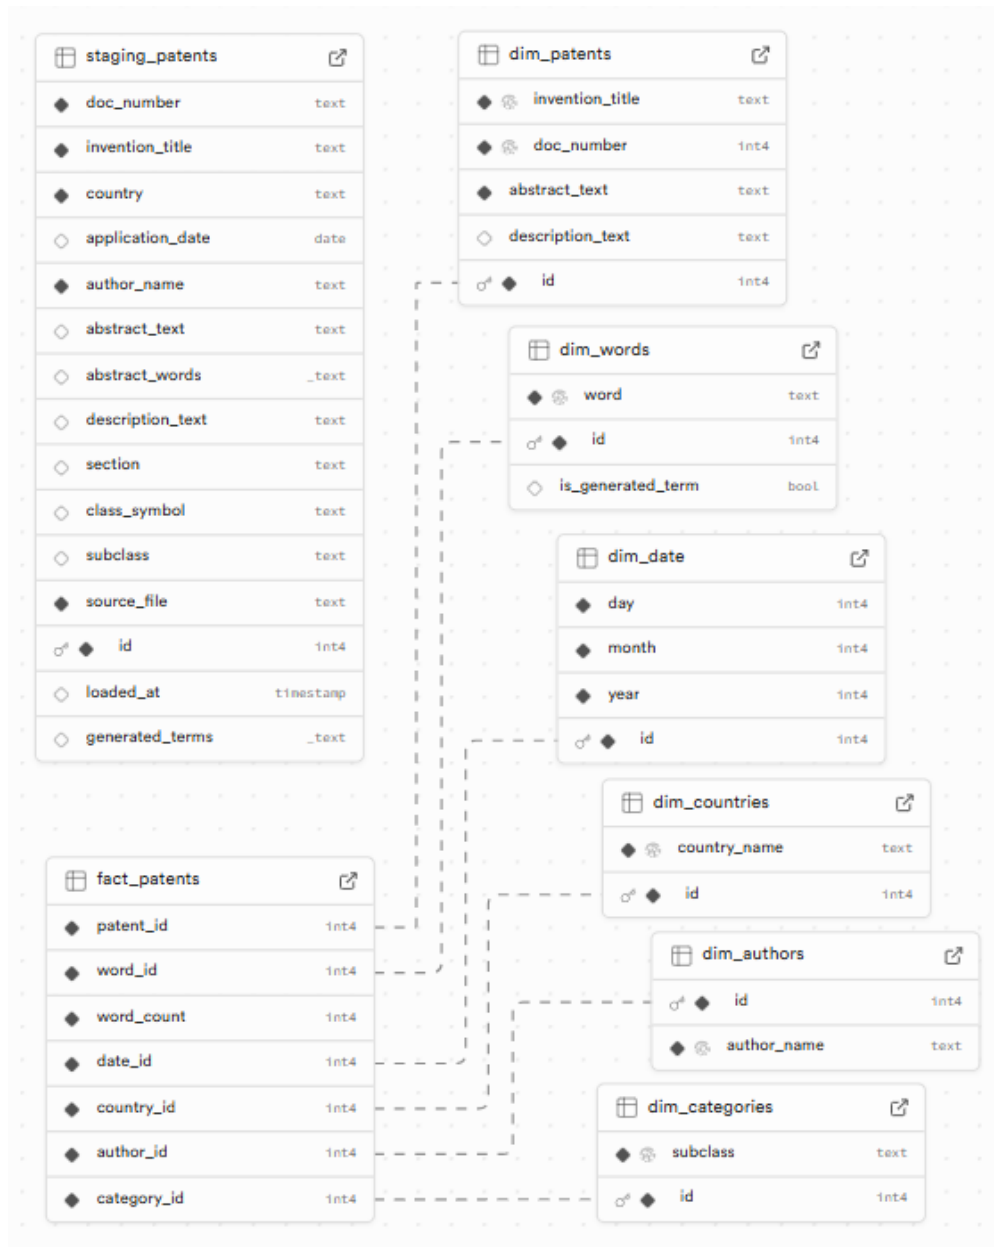 staging_patents
doc_number text
invention_title text
country text
application_date date
author_name text
abstract_text text
abstract_words _text
description_text text
section text
class_symbol text
subclass text
source_file text
id int4
loaded_at timestamp
generated_terms _text
dim_patents
invention_title text
doc_number int4
abstract_text text
description_text text
id int4
dim_words
word text
id int4
is_generated_term bool
dim_date
day int4
month int4
year int4
id int4
dim_countries
country_name text
id int4
dim_authors
id int4
author_name text
dim_categories
subclass text
id int4
fact_patents
patent_id int4
word_id int4
word_count int4
date_id int4
country_id int4
author_id int4
category_id int4